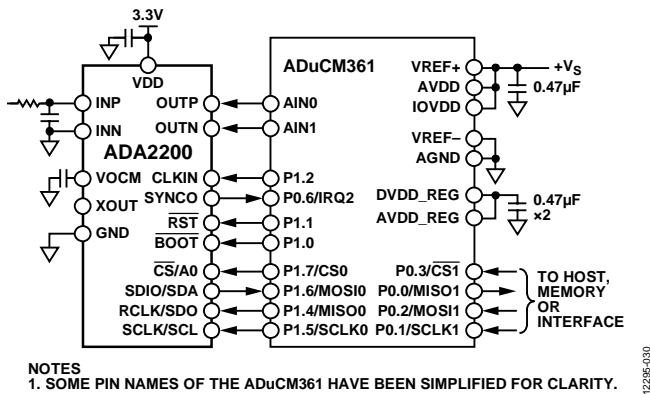 3.3V
VDD
ADuCM361
INP
OUTP
AIN0
INN
OUTN
AIN1
ADA2200
VOCM
CLKIN
P1.2
SYNCO
P0.6/IRQ2
XOUT
RST
P1.1
GND
BOOT
P1.0
CS/A0
P1.7/CS0
SDIO/SDA
P1.6/MOSI0
RCLK/SDO
P1.4/MISO0
SCLK/SCL
P1.5/SCLK0
VREF+
+VS
AVDD
0.47µF
IOVDD
VREF–
AGND
DVDD_REG
0.47µF
AVDD_REG
×2
P0.3/CS1
P0.0/MISO1
P0.2/MOSI1
P0.1/SCLK1
TO HOST,
MEMORY
OR
INTERFACE
NOTES
1. SOME PIN NAMES OF THE ADuCM361 HAVE BEEN SIMPLIFIED FOR CLARITY.
12295-030